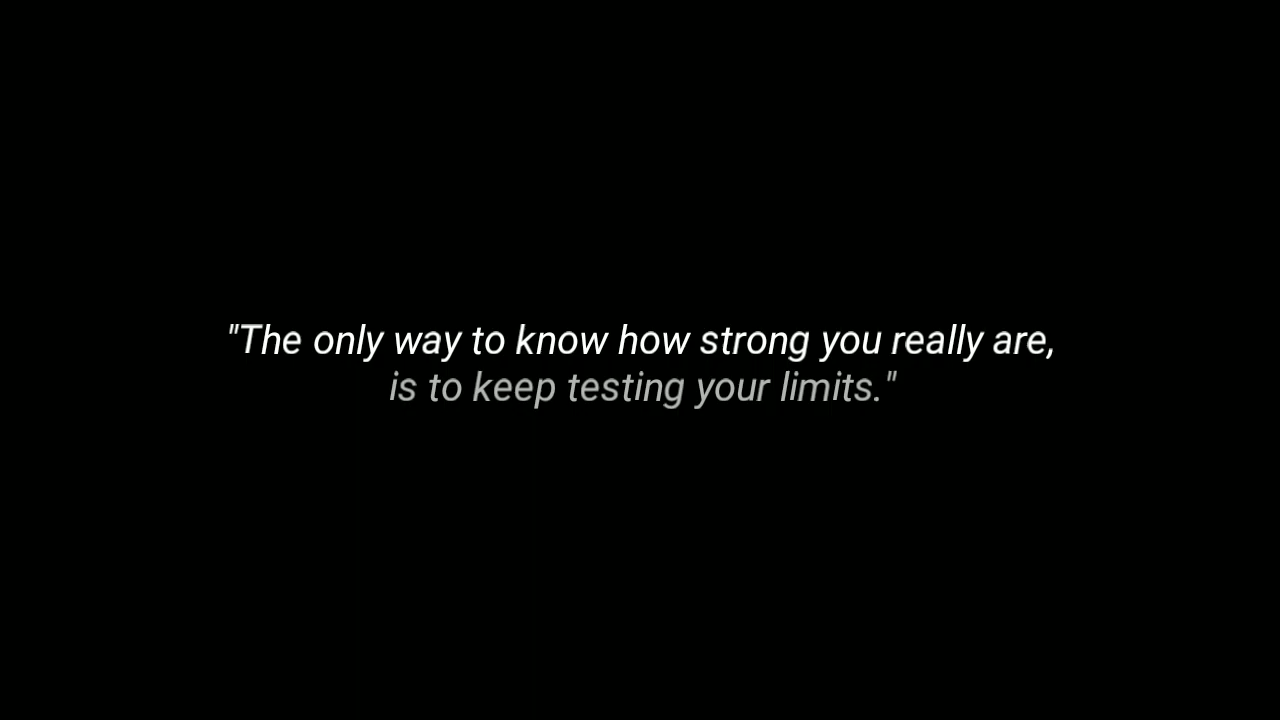 "The only way to know how strong you really are,
is to keep testing your limits."